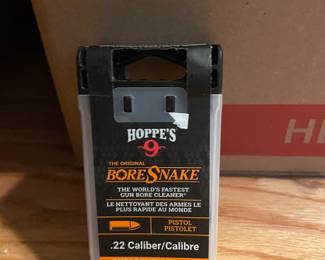 HOPPE'S
9
THE ORIGINAL
BORESNAKE
THE WORLD'S FASTEST
GUN BORE CLEANER
LE NETTOYANT DES ARMES LE
PLUS RAPIDE AU MONDE
PISTOL
PISTOLET
.22 Caliber/Calibre